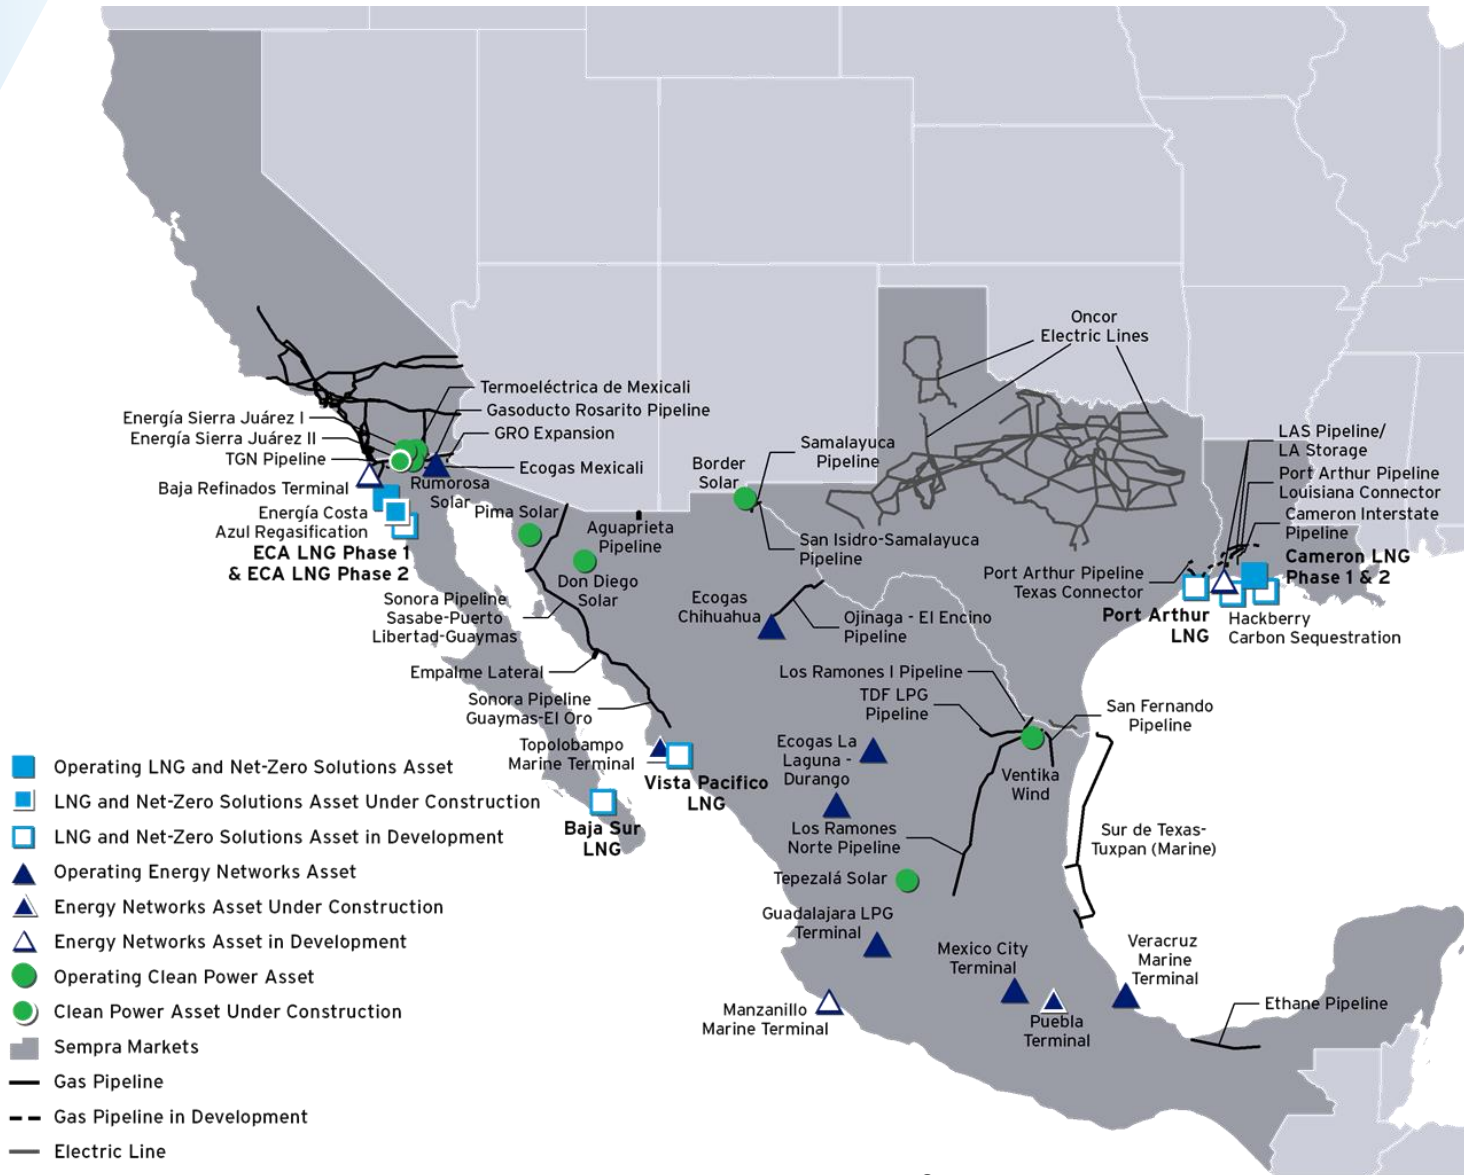 Oncor
Electric Lines
Termoeléctrica de Mexicali
Gasoducto Rosarito Pipeline
GRO Expansion
Ecogas Mexicali
Energía Sierra Juárez I
Energía Sierra Juárez II
TGN Pipeline
Baja Refinados Terminal
Rumorosa
Solar
Energía Costa
Azul Regasification
ECA LNG Phase 1
& ECA LNG Phase 2
Pima Solar
Aguaprieta
Pipeline
Don Diego
Solar
Border
Solar
Samalayuca
Pipeline
San Isidro-Samalayuca
Pipeline
LAS Pipeline/
LA Storage
Port Arthur Pipeline
Louisiana Connector
Cameron Interstate
Pipeline
Cameron LNG
Phase 1 & 2
Port Arthur Pipeline
Texas Connector
Port Arthur
LNG
Hackberry
Carbon Sequestration
Sonora Pipeline
Sasabe-Puerto
Libertad-Guaymas
Ecogas
Chihuahua
Ojinaga - El Encino
Pipeline
Empalme Lateral
Los Ramones I Pipeline
TDF LPG
Pipeline
San Fernando
Pipeline
Sonora Pipeline
Guaymas-El Oro
Topolobampo
Marine Terminal
Vista Pacifico
LNG
Ecogas La
Laguna -
Durango
Ventika
Wind
Baja Sur
LNG
Los Ramones
Norte Pipeline
Sur de Texas-
Tuxpan (Marine)
Tepezalá Solar
Guadalajara LPG
Terminal
Mexico City
Terminal
Veracruz
Marine
Terminal
Manzanillo
Marine Terminal
Puebla
Terminal
Ethane Pipeline
Operating LNG and Net-Zero Solutions Asset
LNG and Net-Zero Solutions Asset Under Construction
LNG and Net-Zero Solutions Asset in Development
Operating Energy Networks Asset
Energy Networks Asset Under Construction
Energy Networks Asset in Development
Operating Clean Power Asset
Clean Power Asset Under Construction
Sempra Markets
Gas Pipeline
Gas Pipeline in Development
Electric Line